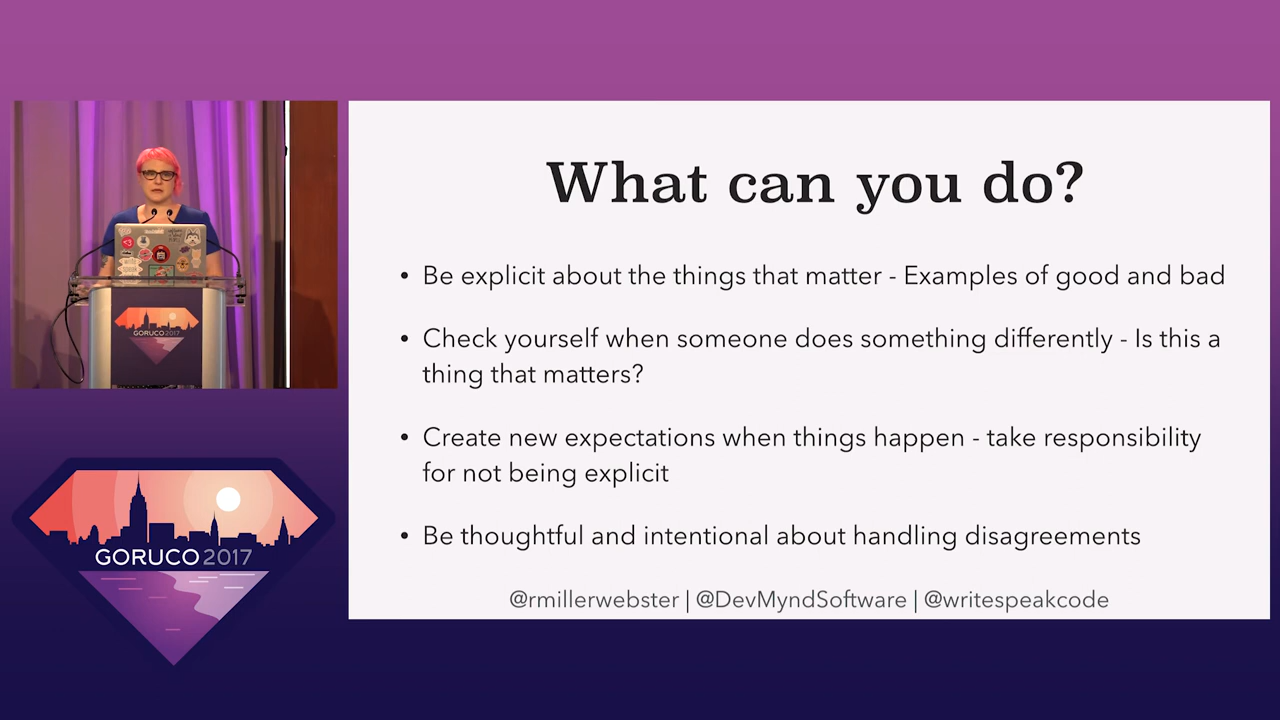 What can you do?
• Be explicit about the things that matter - Examples of good and bad
• Check yourself when someone does something differently - Is this a
thing that matters?
• Create new expectations when things happen - take responsibility
for not being explicit
• Be thoughtful and intentional about handling disagreements
@rmillerwebster | @DevMyndSoftware | @writespeakcode
GORUCO 2017
GORUCO 2017